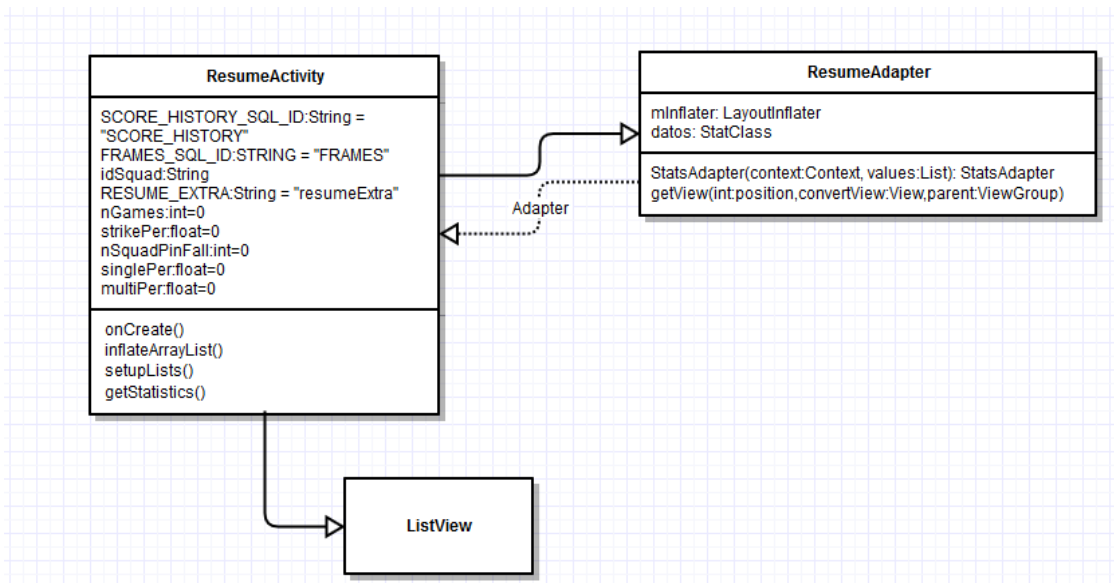 ResumeActivity
SCORE_HISTORY_SQL_ID:String =
"SCORE_HISTORY"
FRAMES_SQL_ID:STRING = "FRAMES"
idSquad:String
RESUME_EXTRA:String = "resumeExtra"
nGames:int=0
strikePer:float=0
nSquadPinFall:int=0
singlePer:float=0
multiPer:float=0
onCreate()
inflateArrayList()
setupLists()
getStatistics()
ResumeAdapter
mInflater: LayoutInflater
datos: StatClass
StatsAdapter(context:Context, values:List): StatsAdapter
getView(int:position,convertView:View,parent:ViewGroup)
Adapter
ListView